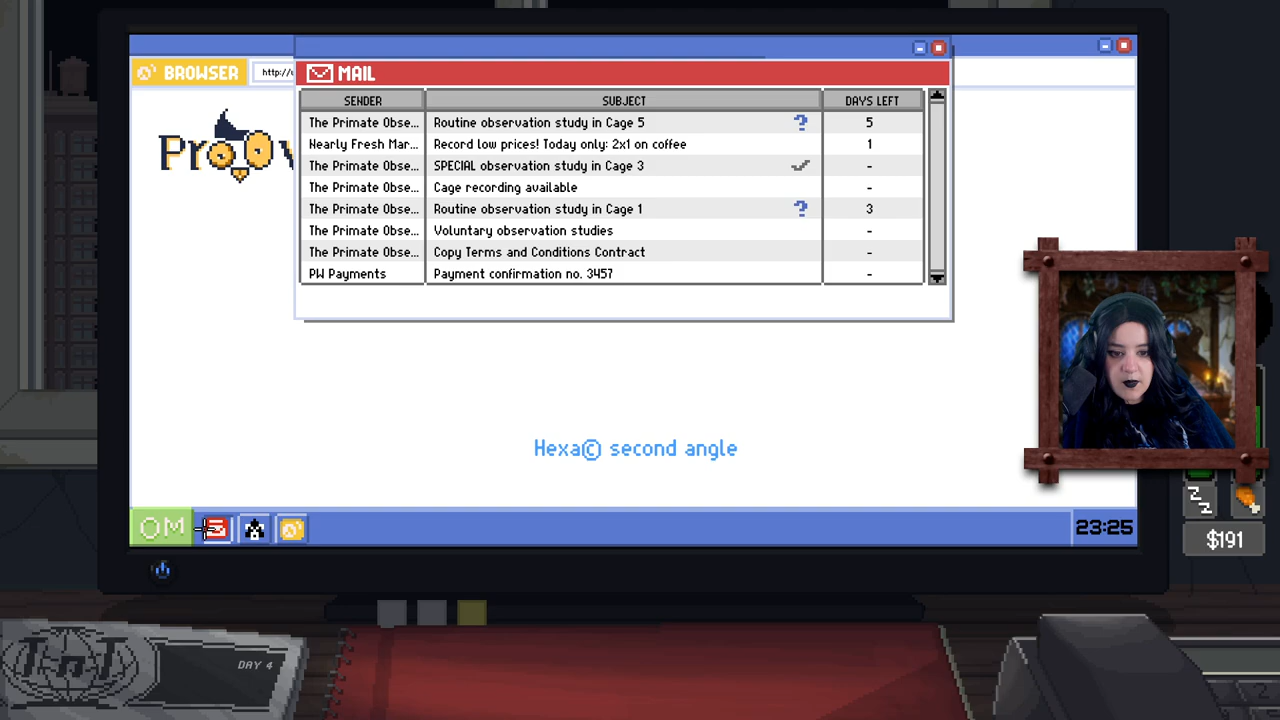 BROWSER
http://
MAIL
SENDER SUBJECT DAYS LEFT
The Primate Obse... Routine observation study in Cage 5 ? 5
Nearly Fresh Mar... Record low prices! Today only: 2x1 on coffee 1
The Primate Obse... SPECIAL observation study in Cage 3 -
The Primate Obse... Cage recording available -
The Primate Obse... Routine observation study in Cage 1 ? 3
The Primate Obse... Voluntary observation studies -
The Primate Obse... Copy Terms and Conditions Contract -
PW Payments Payment confirmation no. 3457 -
Hexa© second angle
OM
23:25
$191
TnT
DAY 4